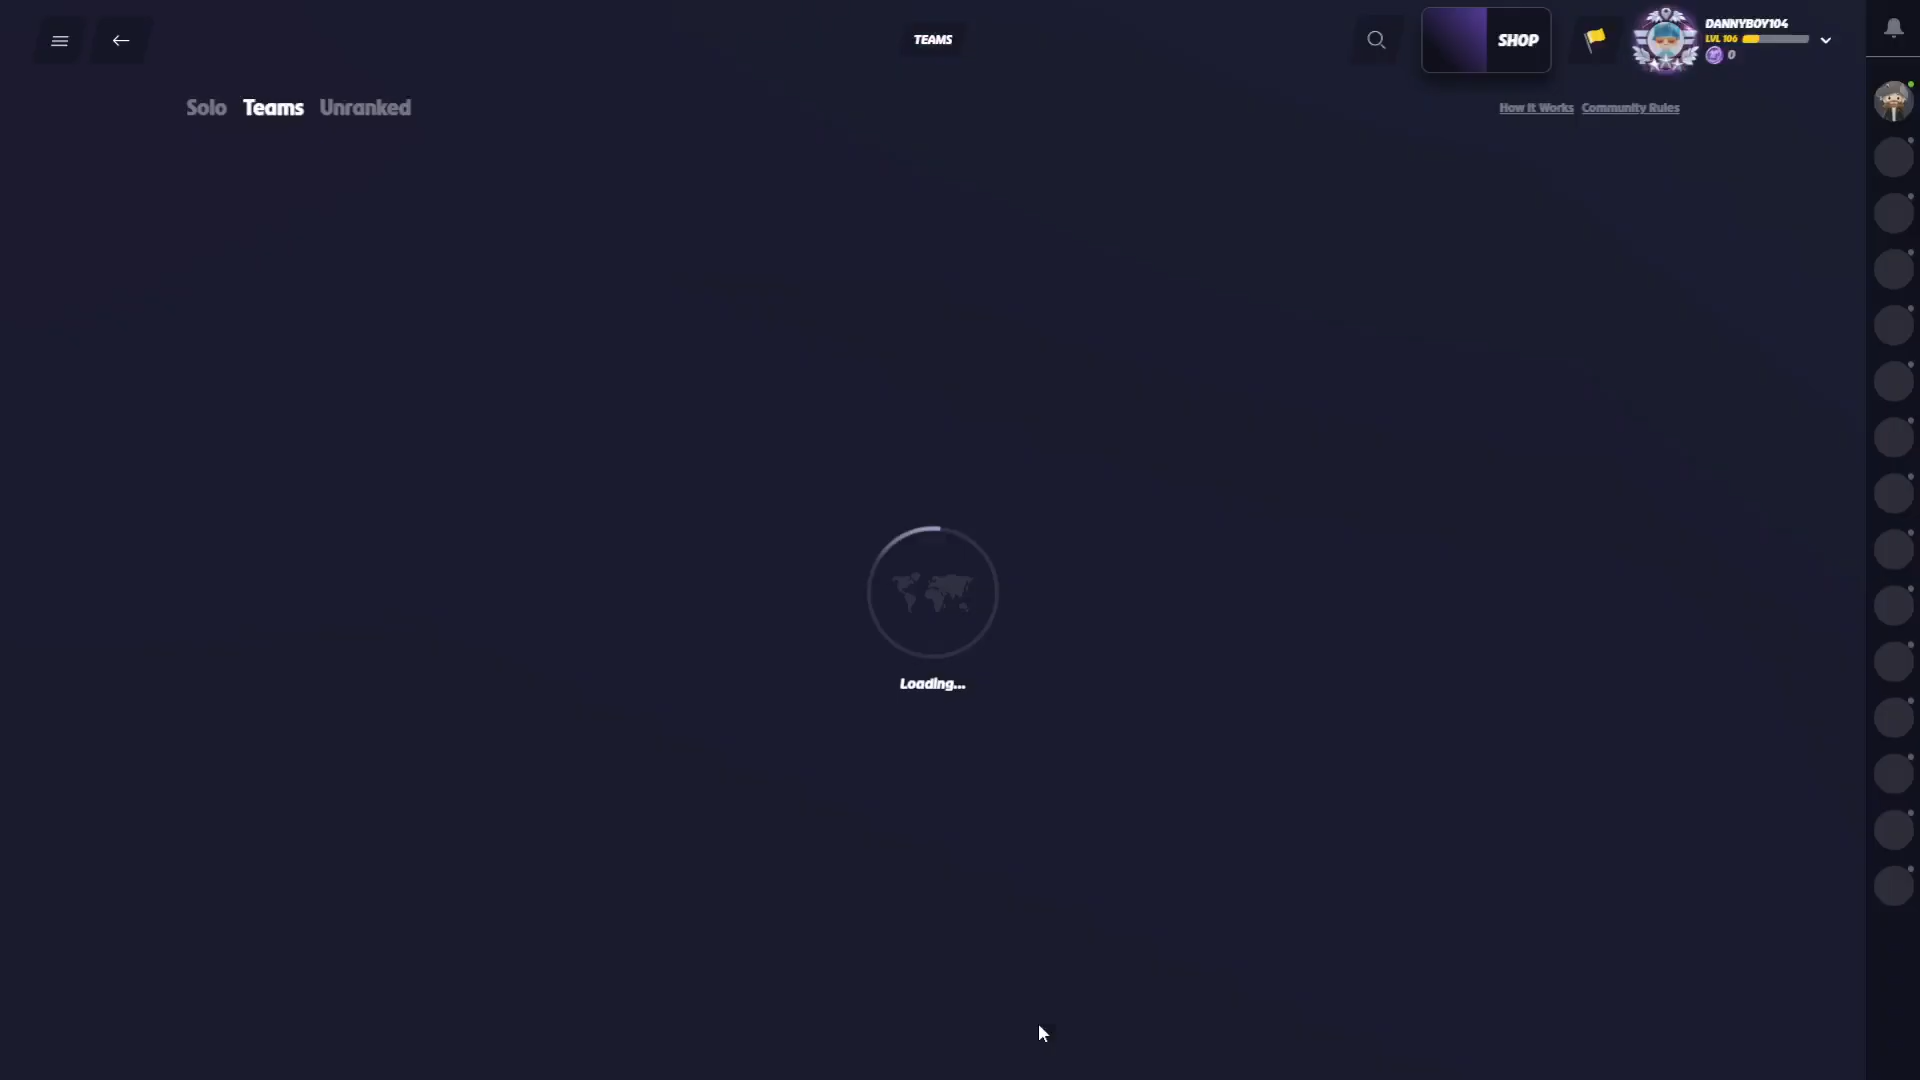 TEAMS
SHOP
DANNYBOY104
LVL 106
0
Solo Teams Unranked
How It Works Community Rules
Loading...